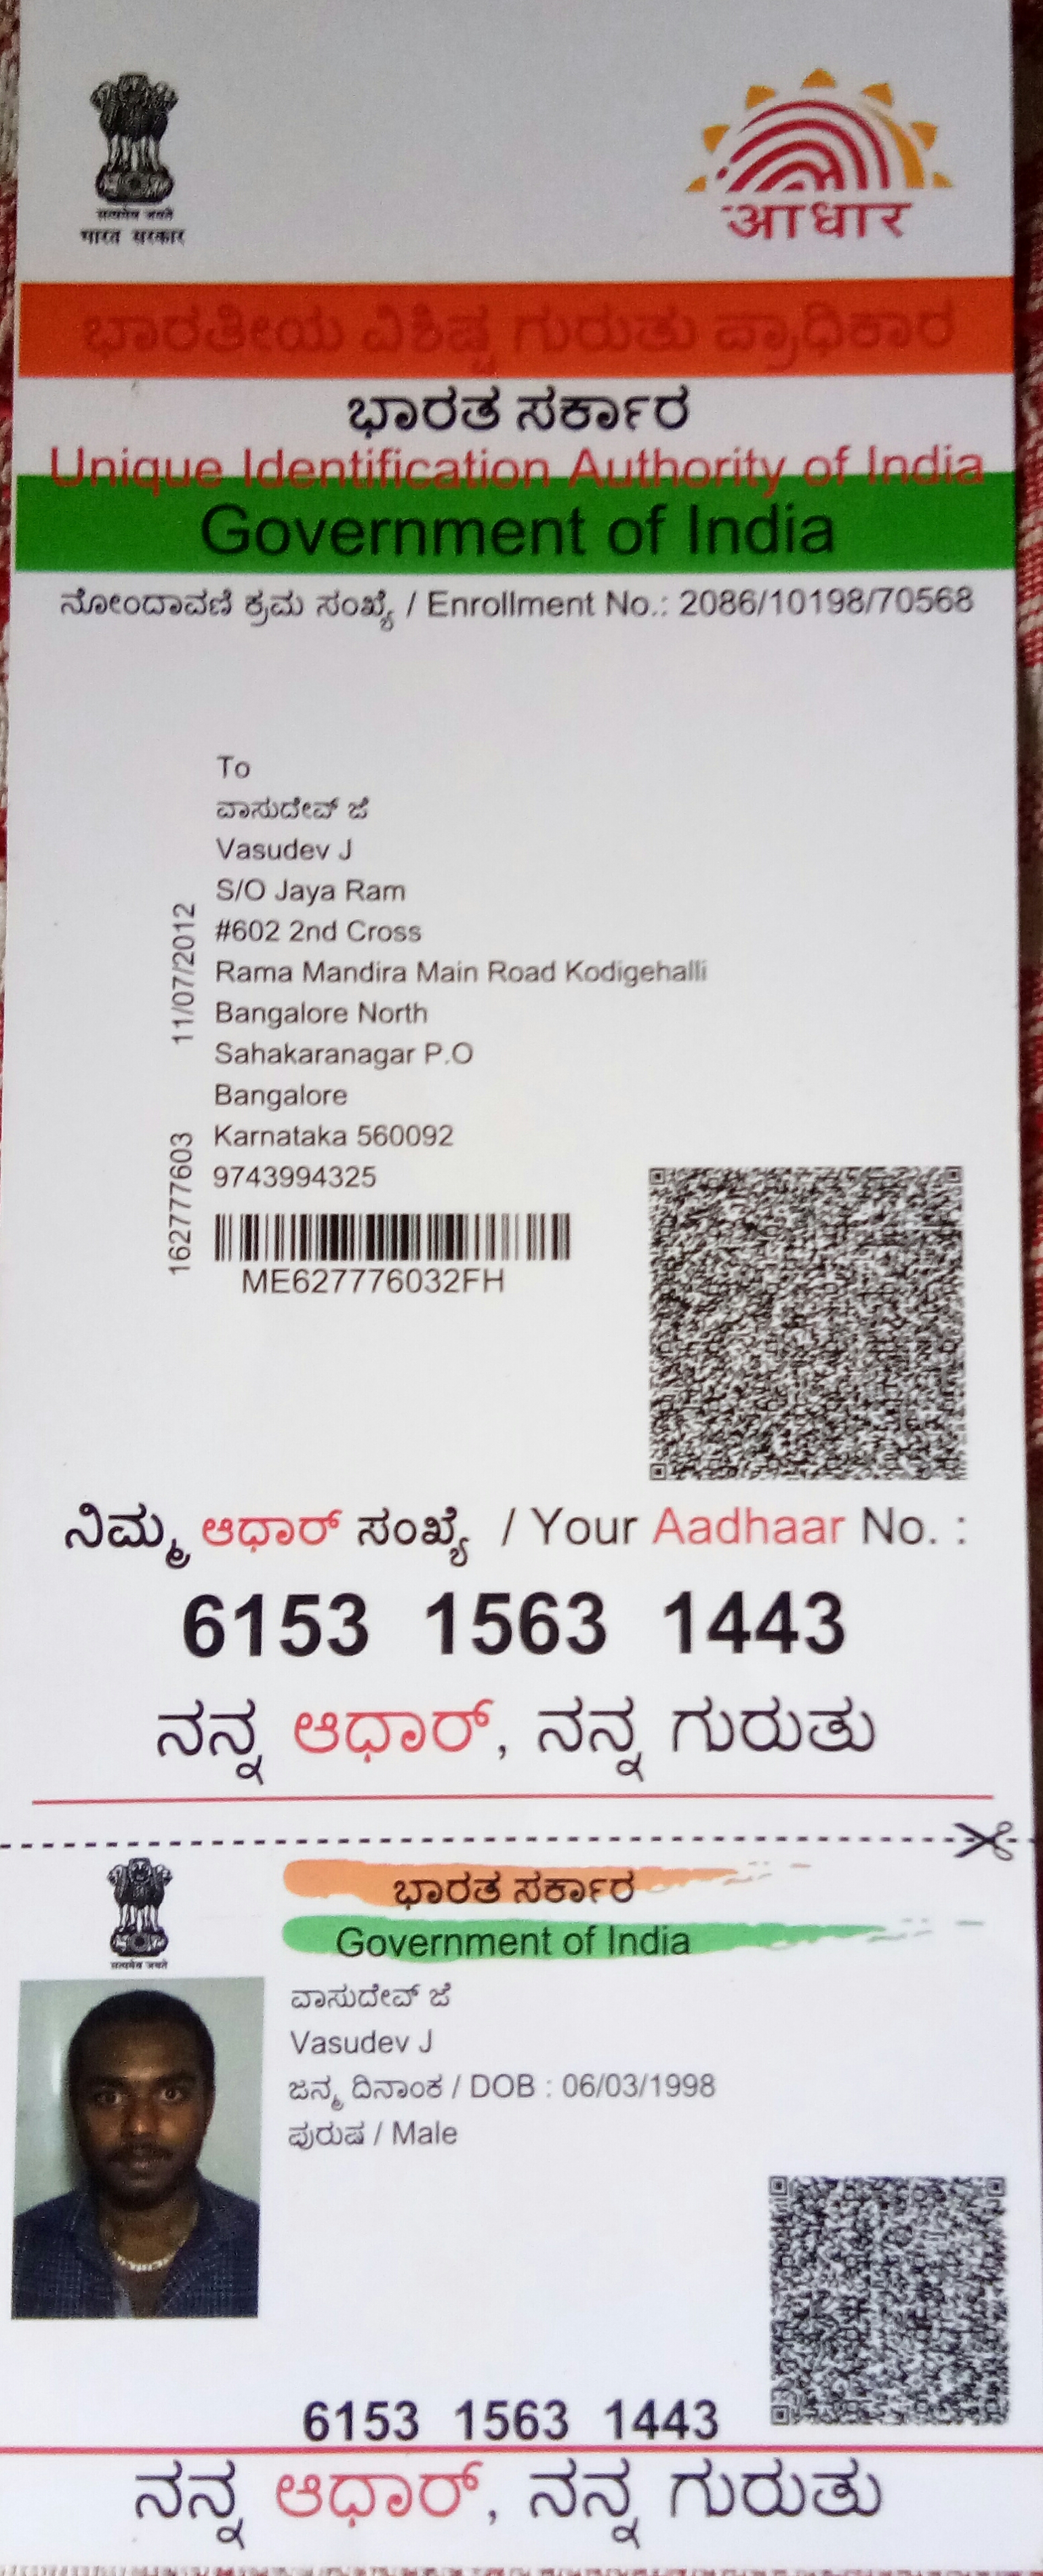 सत्यमेव जयते
भारत सरकार
आधार
ಭಾರತೀಯ ವಿಶಿಷ್ಟ ಗುರುತು ಪ್ರಾಧಿಕಾರ
ಭಾರತ ಸರ್ಕಾರ
Unique Identification Authority of India
Government of India
ನೋಂದಾವಣಿ ಕ್ರಮ ಸಂಖ್ಯೆ / Enrollment No.: 2086/10198/70568
To
ವಾಸುದೇವ್ ಜೆ
Vasudev J
S/O Jaya Ram
#602 2nd Cross
Rama Mandira Main Road Kodigehalli
Bangalore North
Sahakaranagar P.O
Bangalore
Karnataka 560092
9743994325
11/07/2012
162777603
ME627776032FH
ನಿಮ್ಮ ಆಧಾರ್ ಸಂಖ್ಯೆ / Your Aadhaar No. :
6153 1563 1443
ನನ್ನ ಆಧಾರ್, ನನ್ನ ಗುರುತು
सत्यमेव जयते
ಭಾರತ ಸರ್ಕಾರ
Government of India
ವಾಸುದೇವ್ ಜೆ
Vasudev J
ಜನ್ಮ ದಿನಾಂಕ / DOB : 06/03/1998
ಪುರುಷ / Male
6153 1563 1443
ನನ್ನ ಆಧಾರ್, ನನ್ನ ಗುರುತು